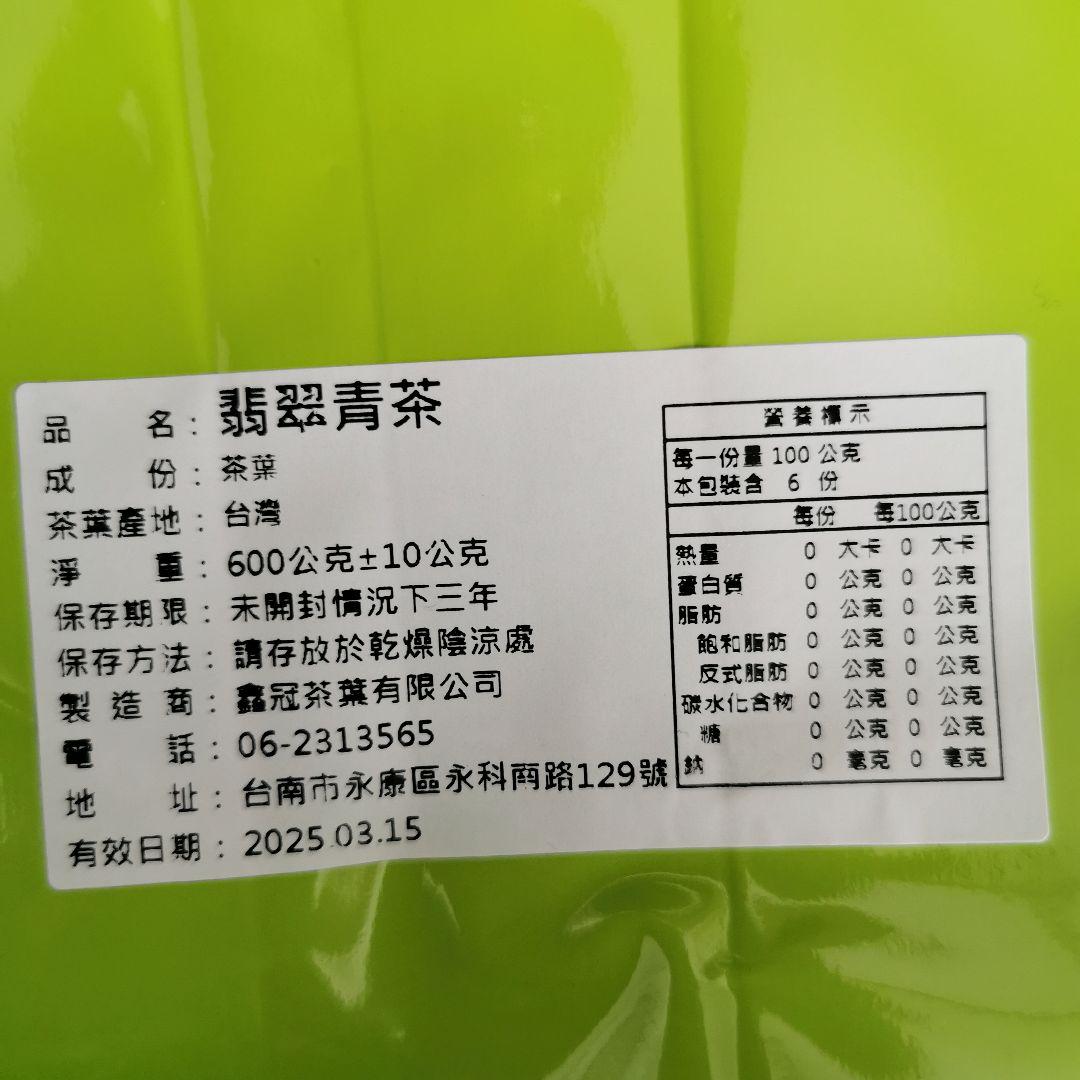 品名：翡翠青茶
成份：茶葉
茶葉產地：台灣
淨重：600公克±10公克
保存期限：未開封情況下三年
保存方法：請存放於乾燥陰涼處
製造商：鑫冠茶葉有限公司
電話：06-2313565
地址：台南市永康區永科南路129號
有效日期：2025.03.15
營養標示
每一份量 100 公克
本包裝含 6 份
每份 每100公克
熱量 0 大卡 0 大卡
蛋白質 0 公克 0 公克
脂肪 0 公克 0 公克
飽和脂肪 0 公克 0 公克
反式脂肪 0 公克 0 公克
碳水化合物 0 公克 0 公克
糖 0 公克 0 公克
鈉 0 毫克 0 毫克